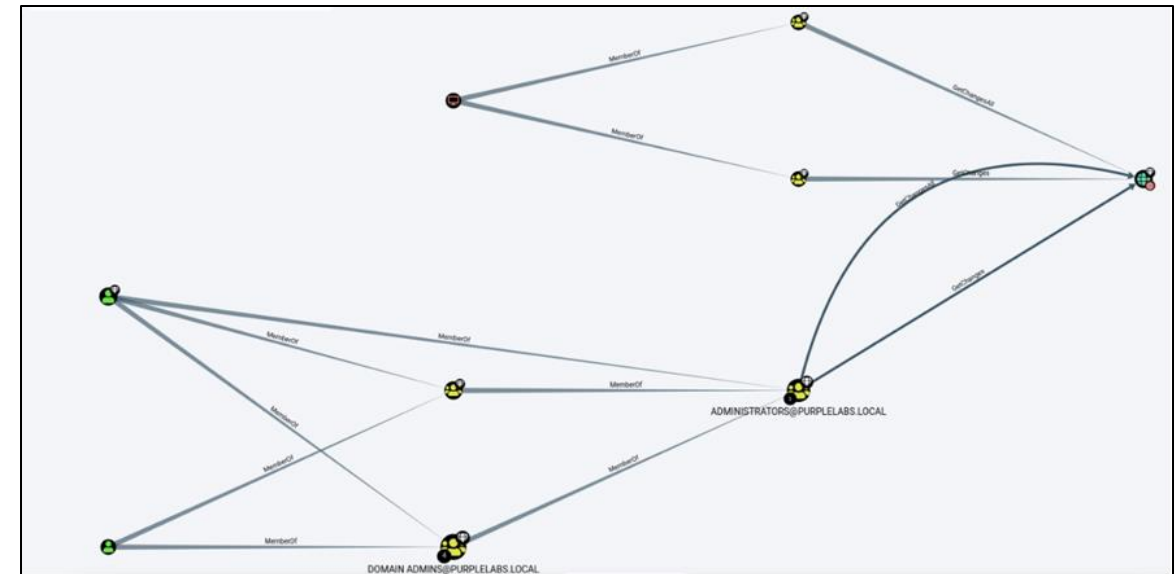 MemberOf
GetChangesAll
MemberOf
GetChanges
GetChangesAll
GetChanges
MemberOf
MemberOf
MemberOf
ADMINISTRATORS@PURPLELABS.LOCAL
MemberOf
MemberOf
MemberOf
MemberOf
DOMAIN ADMINS@PURPLELABS.LOCAL